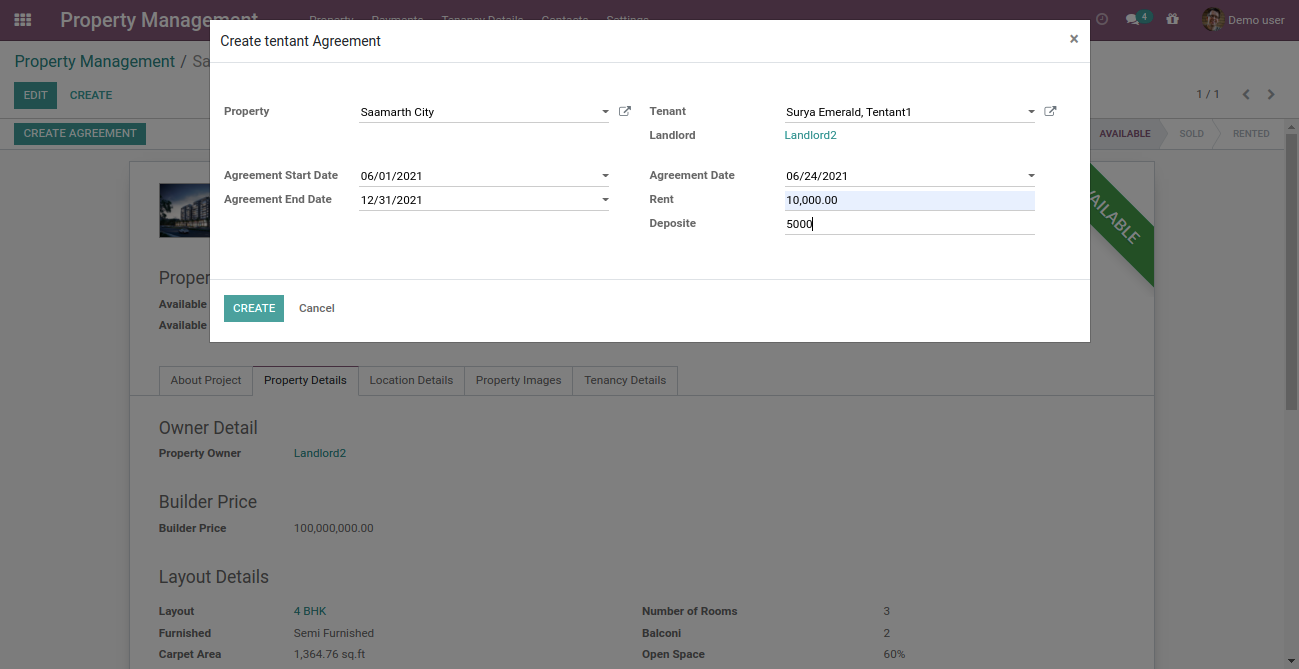 Property Management Property Payments Tenancy Details Contacts Settings 4 Demo user
Create tentant Agreement ×
Property Management / Sa
EDIT CREATE 1 / 1
Property Saamarth City Tenant Surya Emerald, Tentant1
Landlord Landlord2
CREATE AGREEMENT AVAILABLE SOLD RENTED
Agreement Start Date 06/01/2021 Agreement Date 06/24/2021
Agreement End Date 12/31/2021 Rent 10,000.00
Deposite 5000
AILABLE
Proper
Available
Available
CREATE Cancel
About Project Property Details Location Details Property Images Tenancy Details
Owner Detail
Property Owner Landlord2
Builder Price
Builder Price 100,000,000.00
Layout Details
Layout 4 BHK Number of Rooms 3
Furnished Semi Furnished Balconi 2
Carpet Area 1,364.76 sq.ft Open Space 60%